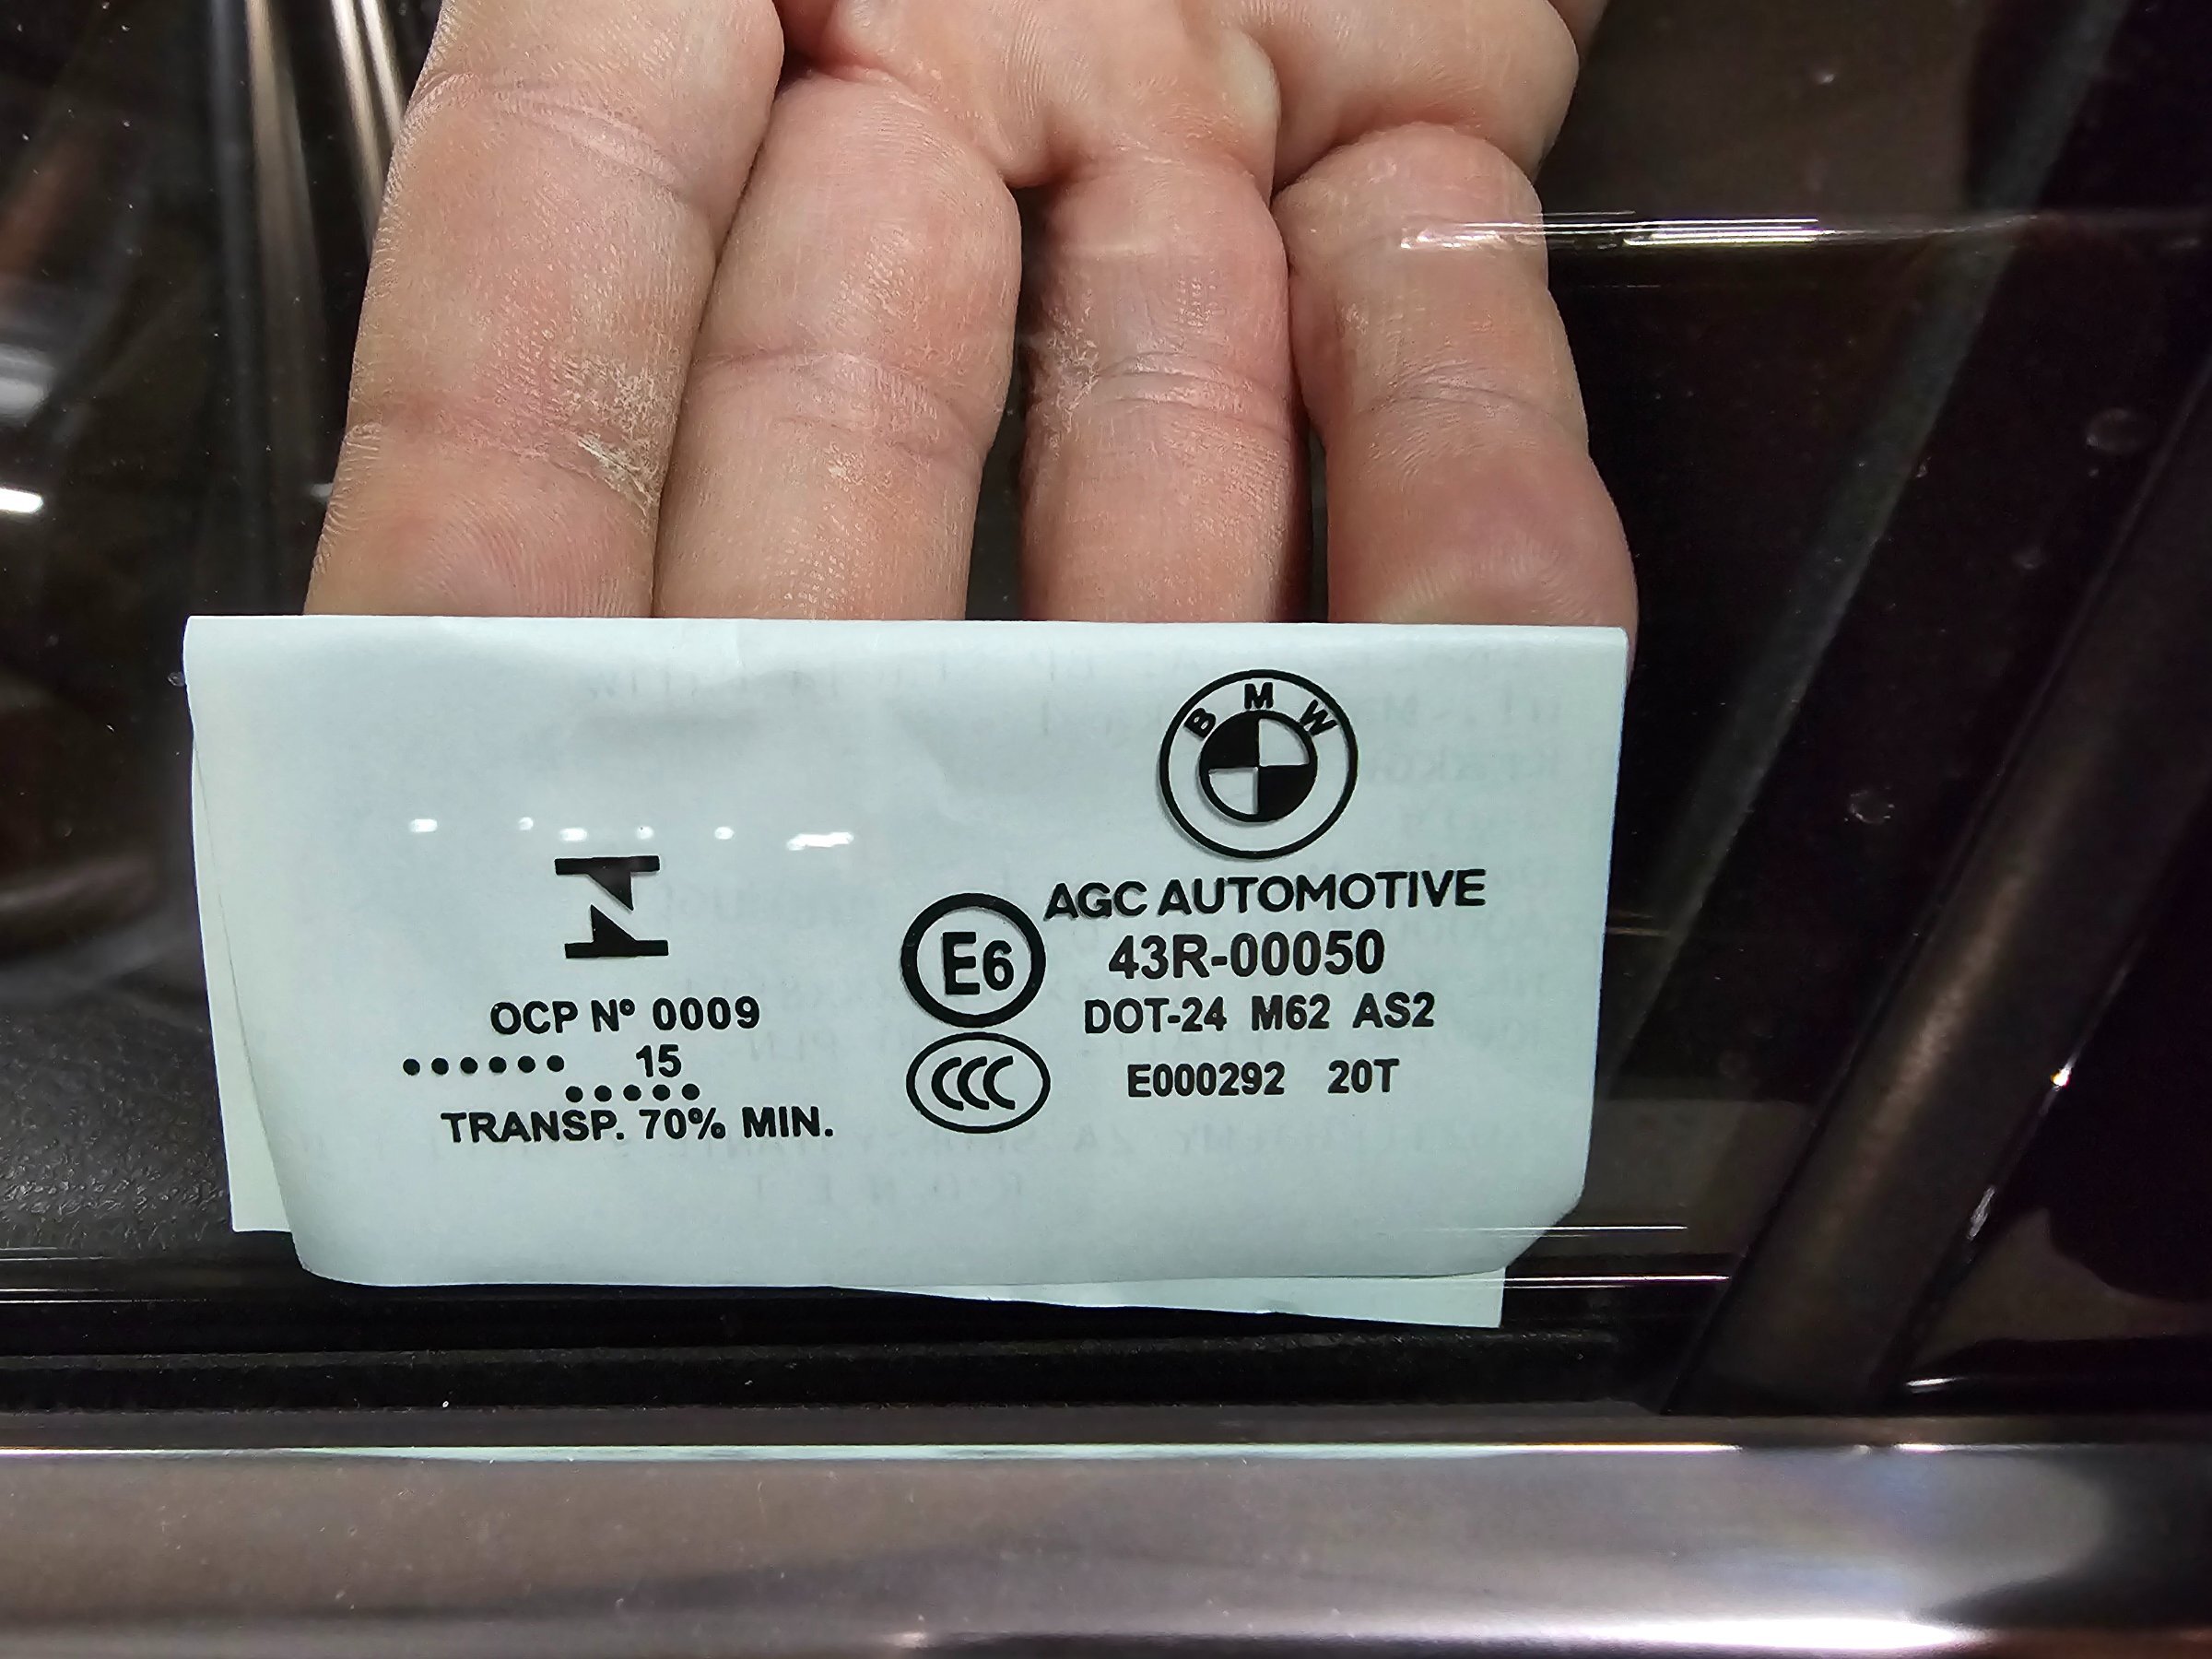 BMW
AGC AUTOMOTIVE
E6 43R-00050
DOT-24 M62 AS2
CCC E000292 20T
OCP Nº 0009
•••••• 15
•••••
TRANSP. 70% MIN.